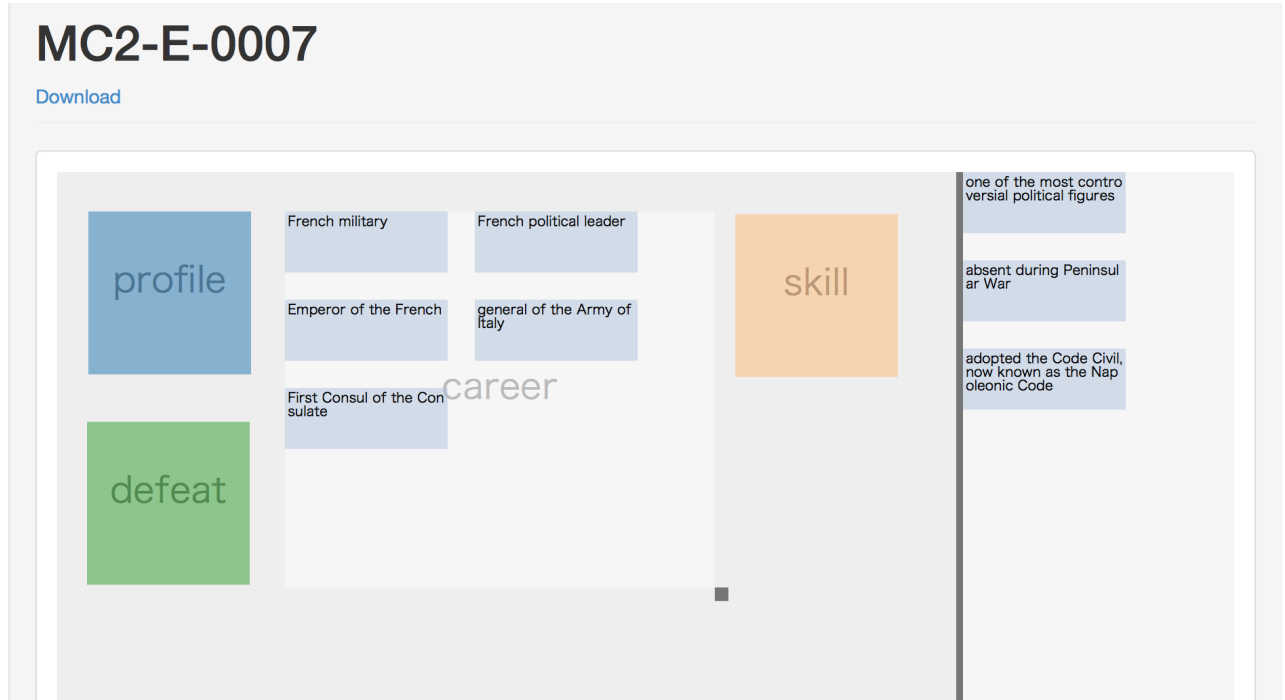 MC2-E-0007
Download
profile
French military
French political leader
skill
one of the most contro
versial political figures
Emperor of the French
general of the Army of
Italy
absent during Peninsul
ar War
career
First Consul of the Con
sulate
adopted the Code Civil,
now known as the Nap
oleonic Code
defeat